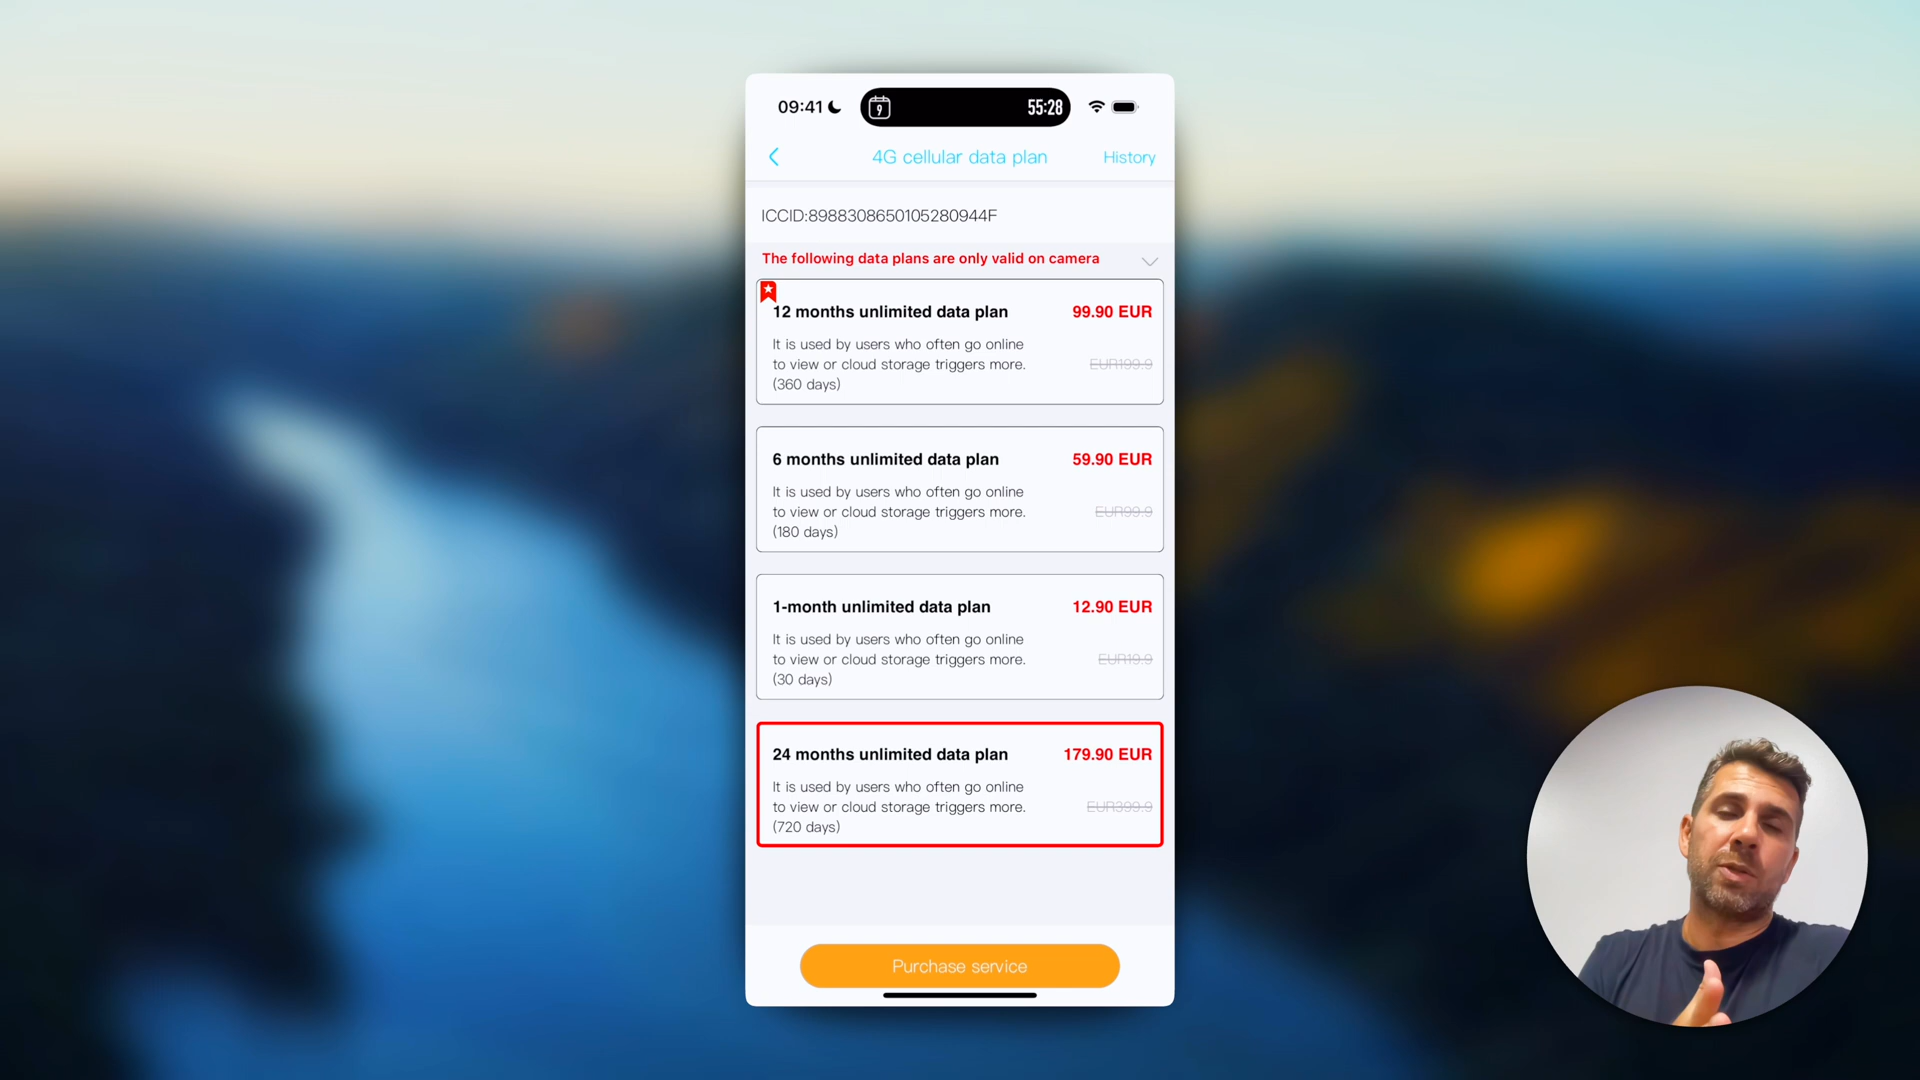 09:41
9
55:28
4G cellular data plan
History
ICCID:8988308650105280944F
The following data plans are only valid on camera
12 months unlimited data plan
99.90 EUR
It is used by users who often go online
to view or cloud storage triggers more.
(360 days)
EUR199.9
6 months unlimited data plan
59.90 EUR
It is used by users who often go online
to view or cloud storage triggers more.
(180 days)
EUR99.9
1-month unlimited data plan
12.90 EUR
It is used by users who often go online
to view or cloud storage triggers more.
(30 days)
EUR19.9
24 months unlimited data plan
179.90 EUR
It is used by users who often go online
to view or cloud storage triggers more.
(720 days)
EUR399.9
Purchase service